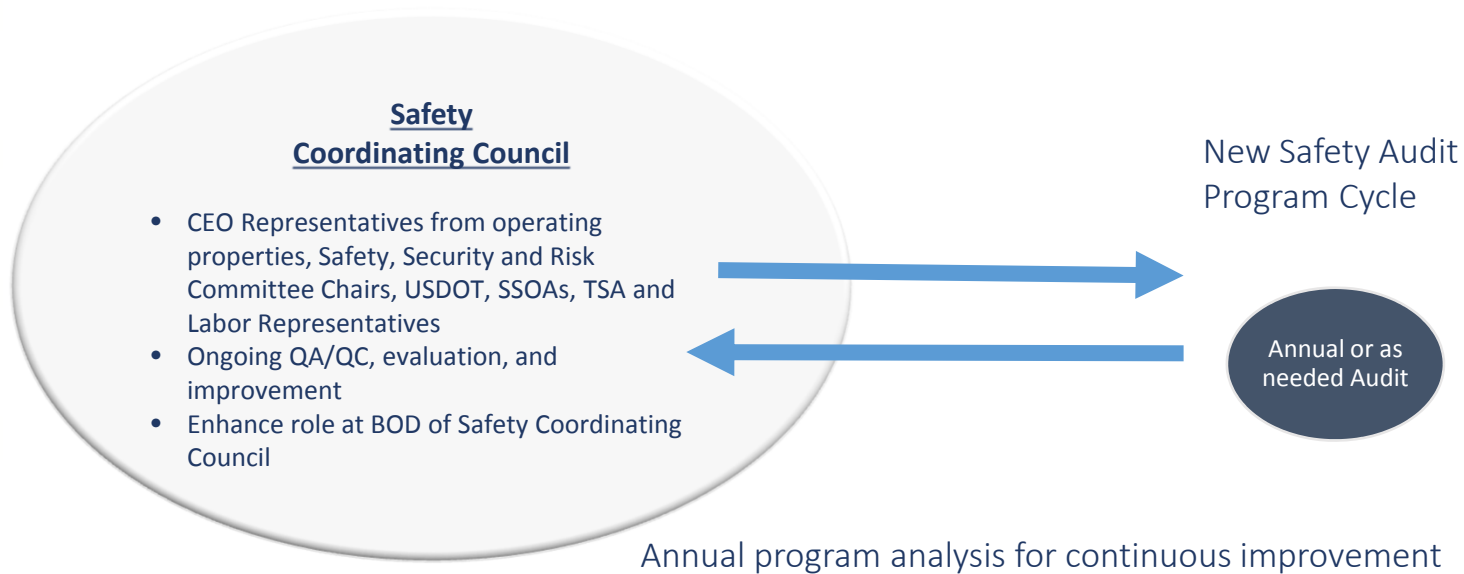 Safety
Coordinating Council
• CEO Representatives from operating
properties, Safety, Security and Risk
Committee Chairs, USDOT, SSOAs, TSA and
Labor Representatives
• Ongoing QA/QC, evaluation, and
improvement
• Enhance role at BOD of Safety Coordinating
Council
New Safety Audit
Program Cycle
Annual or as
needed Audit
Annual program analysis for continuous improvement